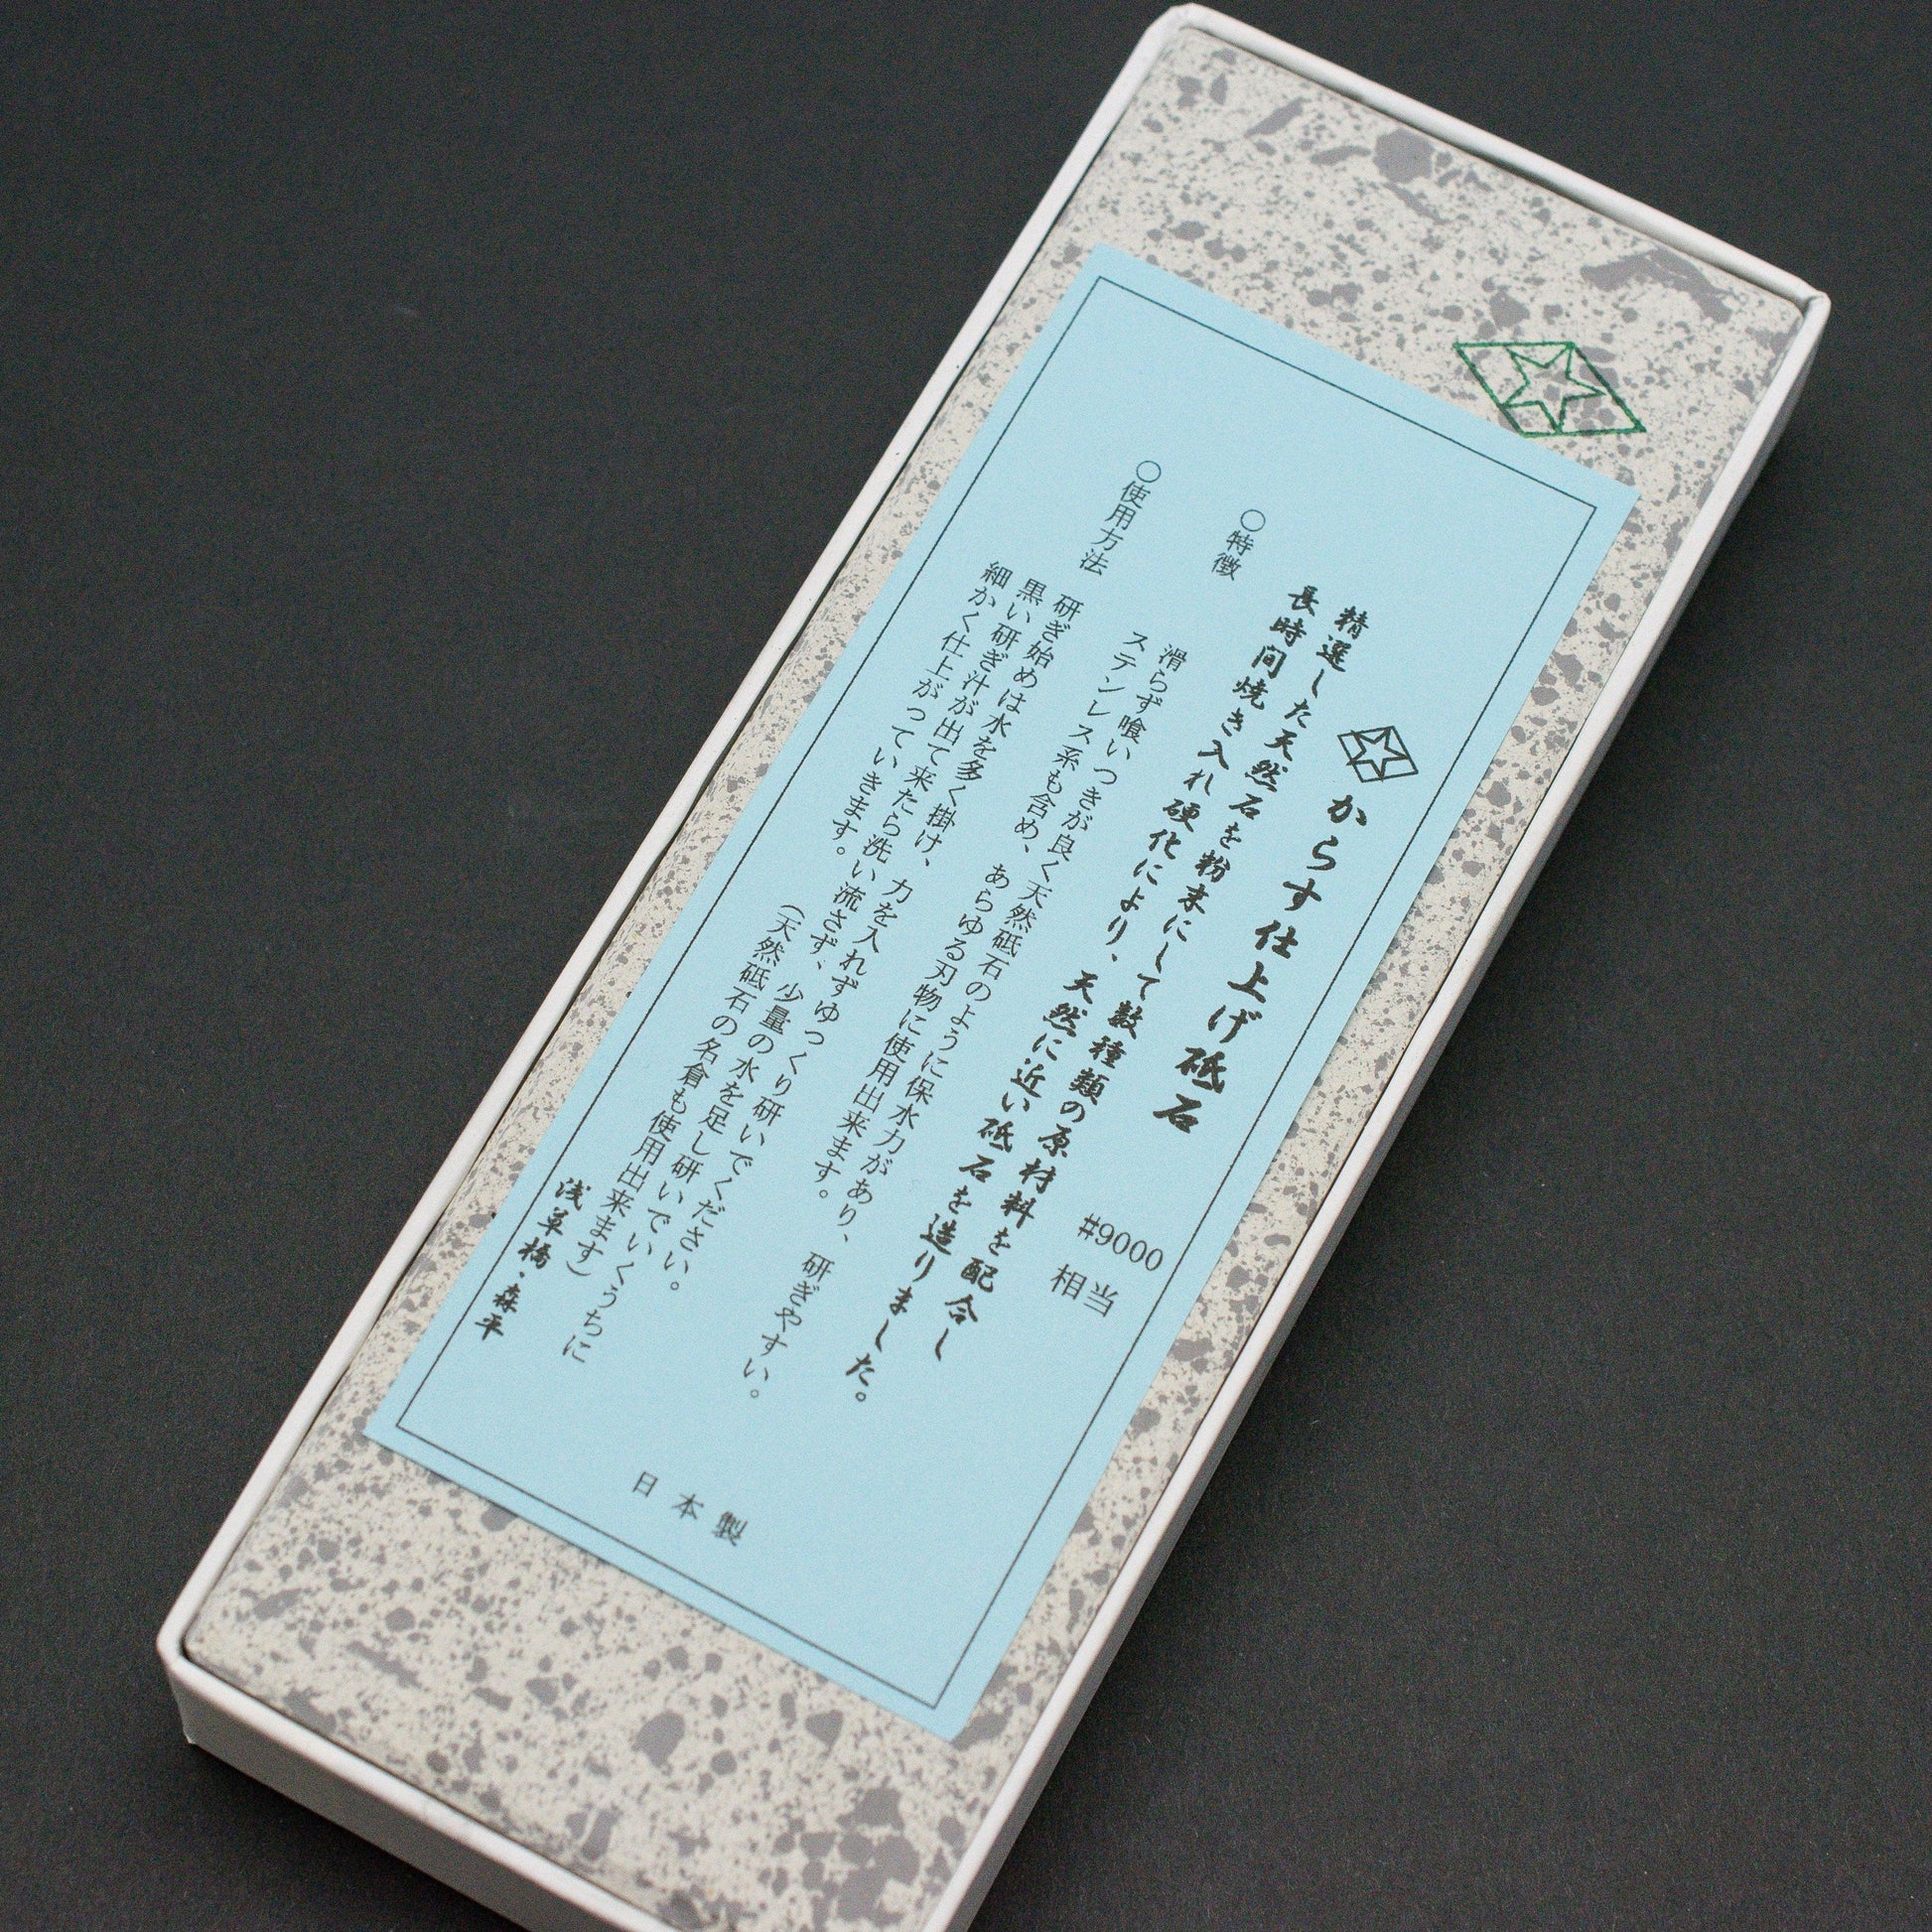 からす仕上げ砥石
#9000
相当
精選した天然石を粉末にして数種類の原材料を配合し
長時間焼き入れ硬化により、天然に近い砥石を造りました。
○特徴
滑らず喰いつきが良く天然砥石のように保水力があり、研ぎやすい。
ステンレス系も含め、あらゆる刃物に使用出来ます。
○使用方法
研ぎ始めは水を多く掛け、力を入れずゆっくり研いでください。
黒い研ぎ汁が出て来たら洗い流さず、少量の水を足し研いでいくうちに
細かく仕上がっていきます。
(天然砥石の名倉も使用出来ます)
浅草橋・森平
日本製